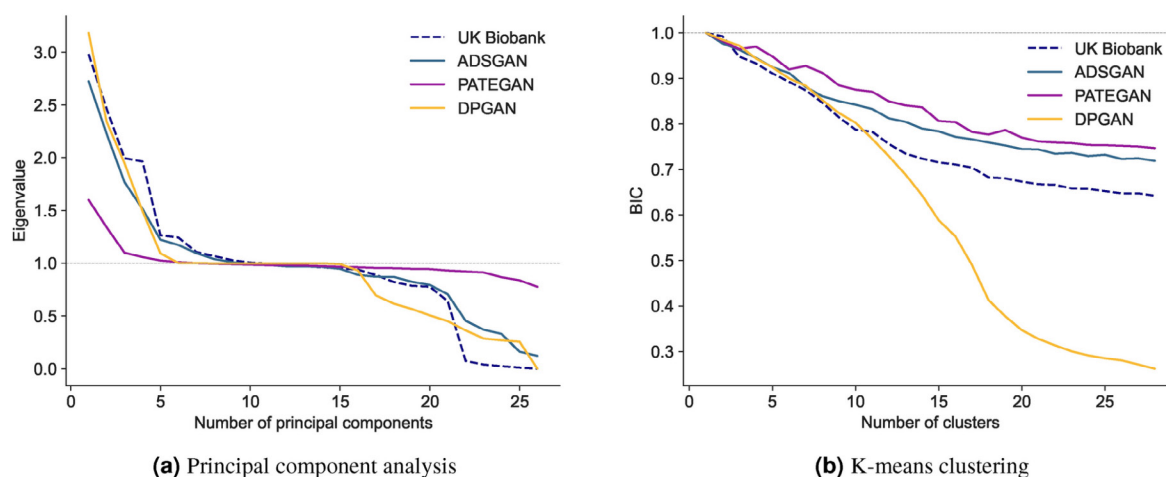 UK Biobank
ADSGAN
PATEGAN
DPGAN
3.0
2.5
2.0
1.5
1.0
0.5
0.0
Eigenvalue
0 5 10 15 20 25
Number of principal components
(a) Principal component analysis
UK Biobank
ADSGAN
PATEGAN
DPGAN
1.0
0.9
0.8
0.7
0.6
0.5
0.4
0.3
BIC
0 5 10 15 20 25
Number of clusters
(b) K-means clustering